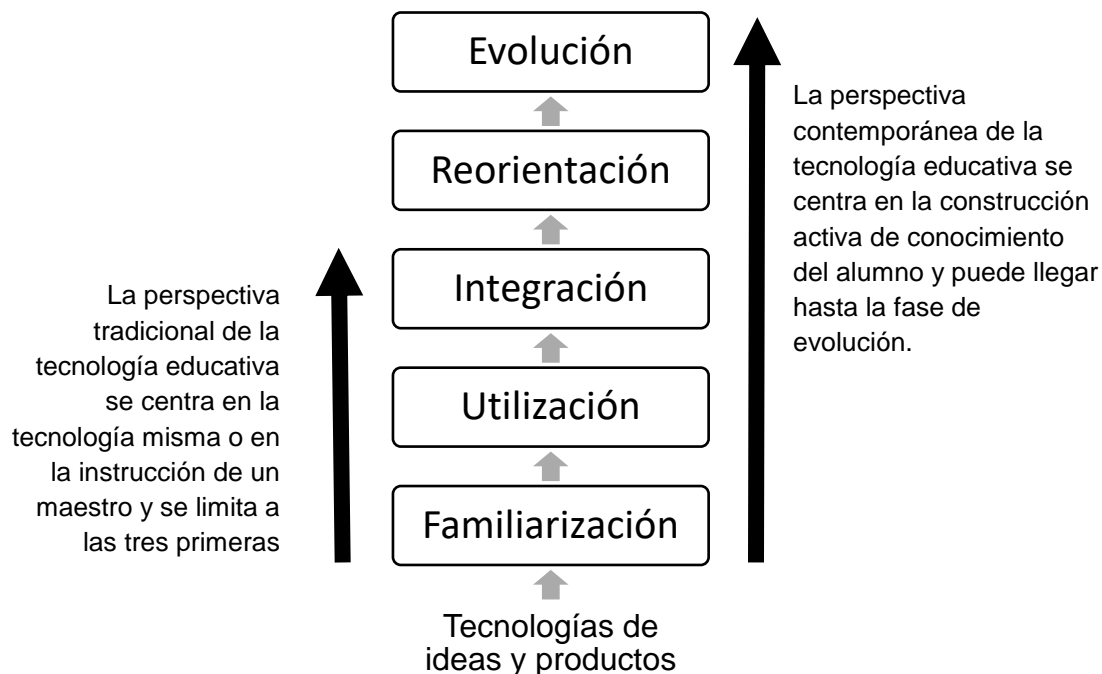 Evolución
Reorientación
Integración
Utilización
Familiarización
Tecnologías de
ideas y productos
La perspectiva
tradicional de la
tecnología educativa
se centra en la
tecnología misma o en
la instrucción de un
maestro y se limita a
las tres primeras
La perspectiva
contemporánea de la
tecnología educativa se
centra en la construcción
activa de conocimiento
del alumno y puede llegar
hasta la fase de
evolución.